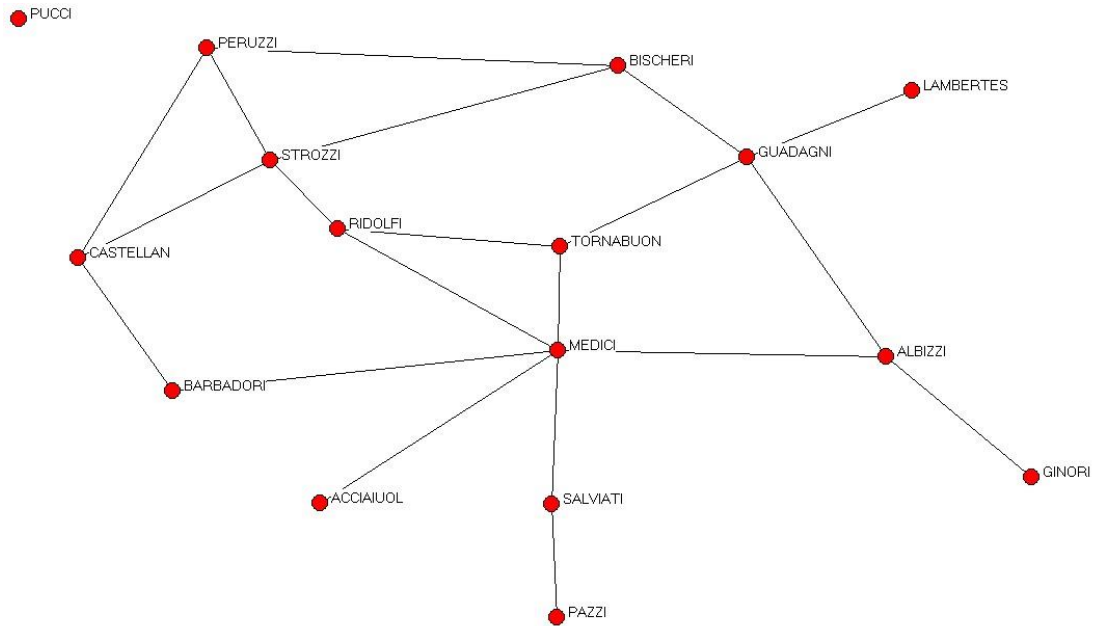 PUCCI
PERUZZI
BISCHERI
LAMBERTES
STROZZI
GUADAGNI
RIDOLFI
TORNABUON
CASTELLAN
MEDICI
ALBIZZI
BARBADORI
GINORI
ACCIAIUOL
SALVIATI
PAZZI